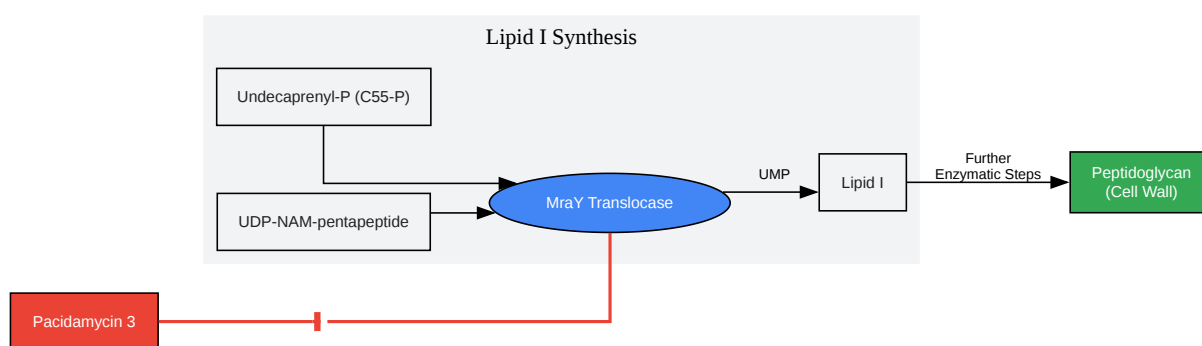 Lipid I Synthesis
Undecaprenyl-P (C55-P)
UDP-NAM-pentapeptide
MraY Translocase
UMP
Lipid I
Further
Enzymatic Steps
Peptidoglycan
(Cell Wall)
Pacidamycin 3